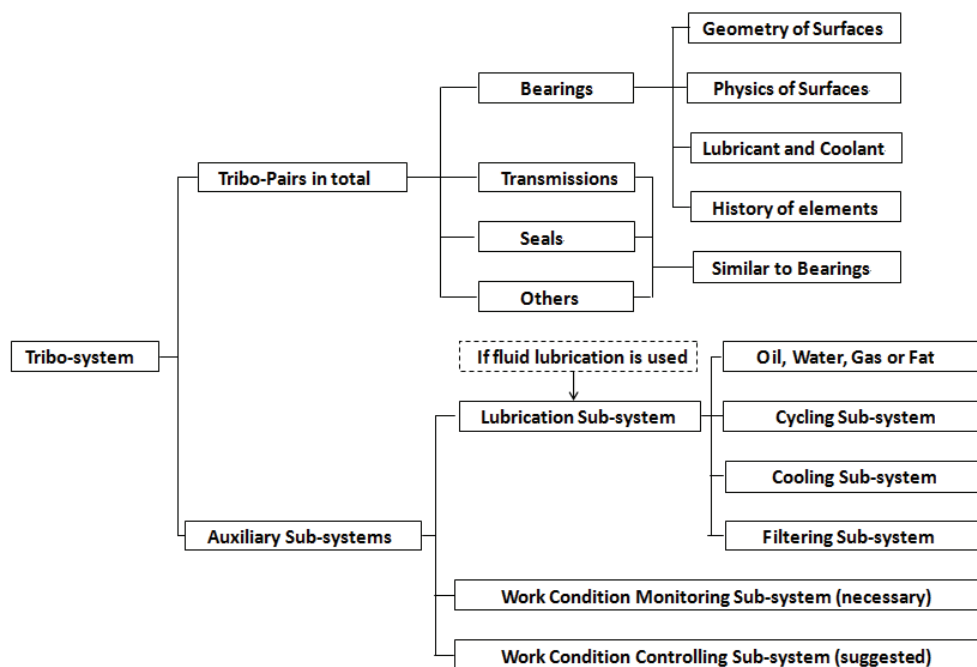 Geometry of Surfaces
Bearings
Physics of Surfaces
Lubricant and Coolant
Tribo-Pairs in total
Transmissions
History of elements
Seals
Similar to Bearings
Others
Tribo-system
If fluid lubrication is used
Oil, Water, Gas or Fat
Lubrication Sub-system
Cycling Sub-system
Cooling Sub-system
Auxiliary Sub-systems
Filtering Sub-system
Work Condition Monitoring Sub-system (necessary)
Work Condition Controlling Sub-system (suggested)